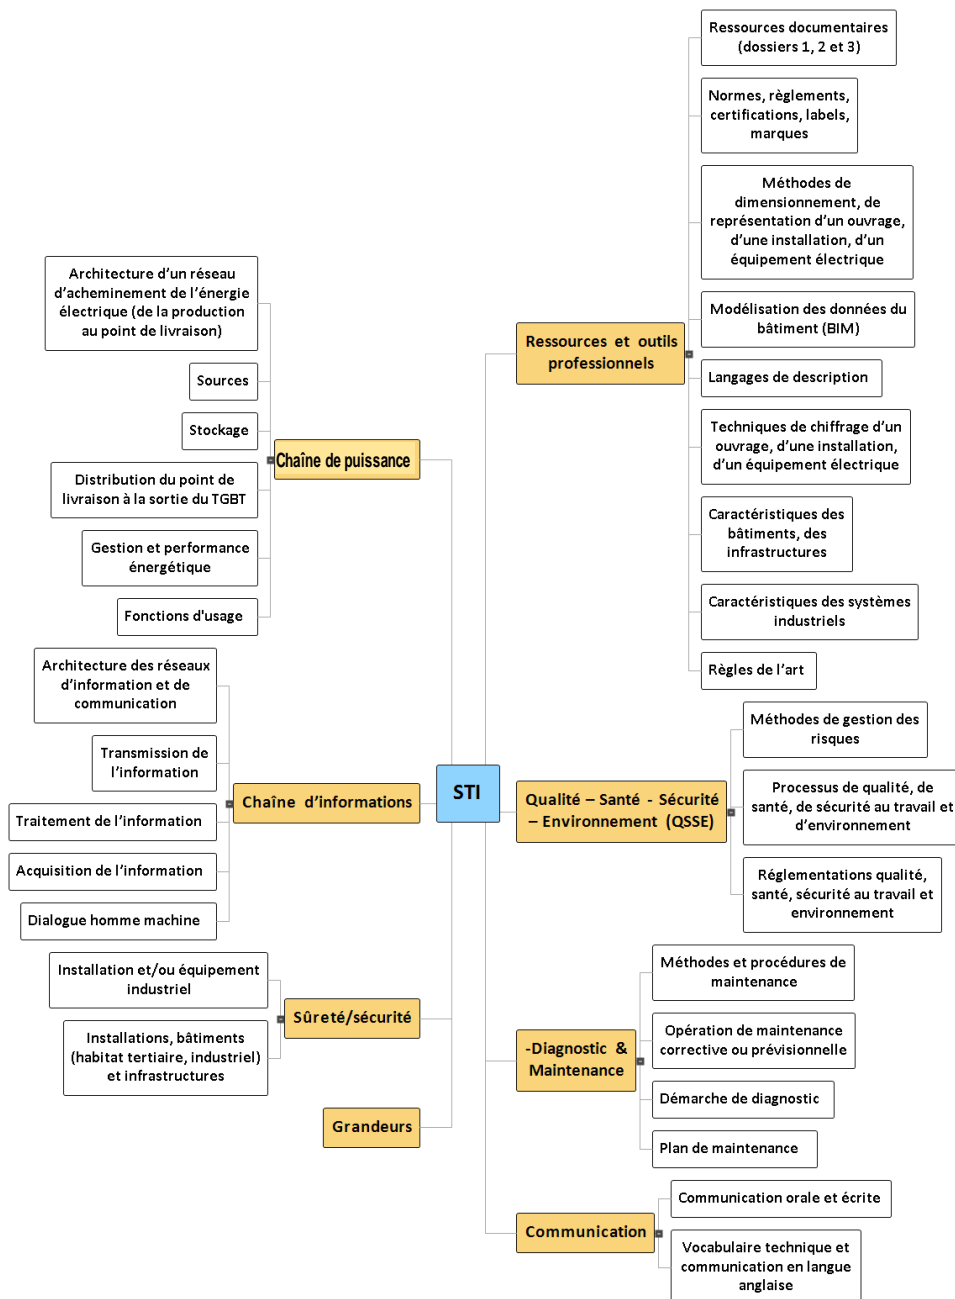 STI
Chaîne de puissance
Architecture d'un réseau
d'acheminement de l'énergie
électrique (de la production
au point de livraison)
Sources
Stockage
Distribution du point de
livraison à la sortie du TGBT
Gestion et performance
énergétique
Fonctions d'usage
Chaîne d'informations
Architecture des réseaux
d'information et de
communication
Transmission de
l'information
Traitement de l'information
Acquisition de l'information
Dialogue homme machine
Sûreté/sécurité
Installation et/ou équipement
industriel
Installations, bâtiments
(habitat tertiaire, industriel)
et infrastructures
Grandeurs
Ressources et outils
professionnels
Ressources documentaires
(dossiers 1, 2 et 3)
Normes, règlements,
certifications, labels,
marques
Méthodes de
dimensionnement, de
représentation d'un ouvrage,
d'une installation, d'un
équipement électrique
Modélisation des données du
bâtiment (BIM)
Langages de description
Techniques de chiffrage d'un
ouvrage, d'une installation,
d'un équipement électrique
Caractéristiques des
bâtiments, des
infrastructures
Caractéristiques des systèmes
industriels
Règles de l'art
Qualité – Santé - Sécurité
– Environnement (QSSE)
Méthodes de gestion des
risques
Processus de qualité, de
santé, de sécurité au travail et
d'environnement
Réglementations qualité,
santé, sécurité au travail et
environnement
-Diagnostic &
Maintenance
Méthodes et procédures de
maintenance
Opération de maintenance
corrective ou prévisionnelle
Démarche de diagnostic
Plan de maintenance
Communication
Communication orale et écrite
Vocabulaire technique et
communication en langue
anglaise